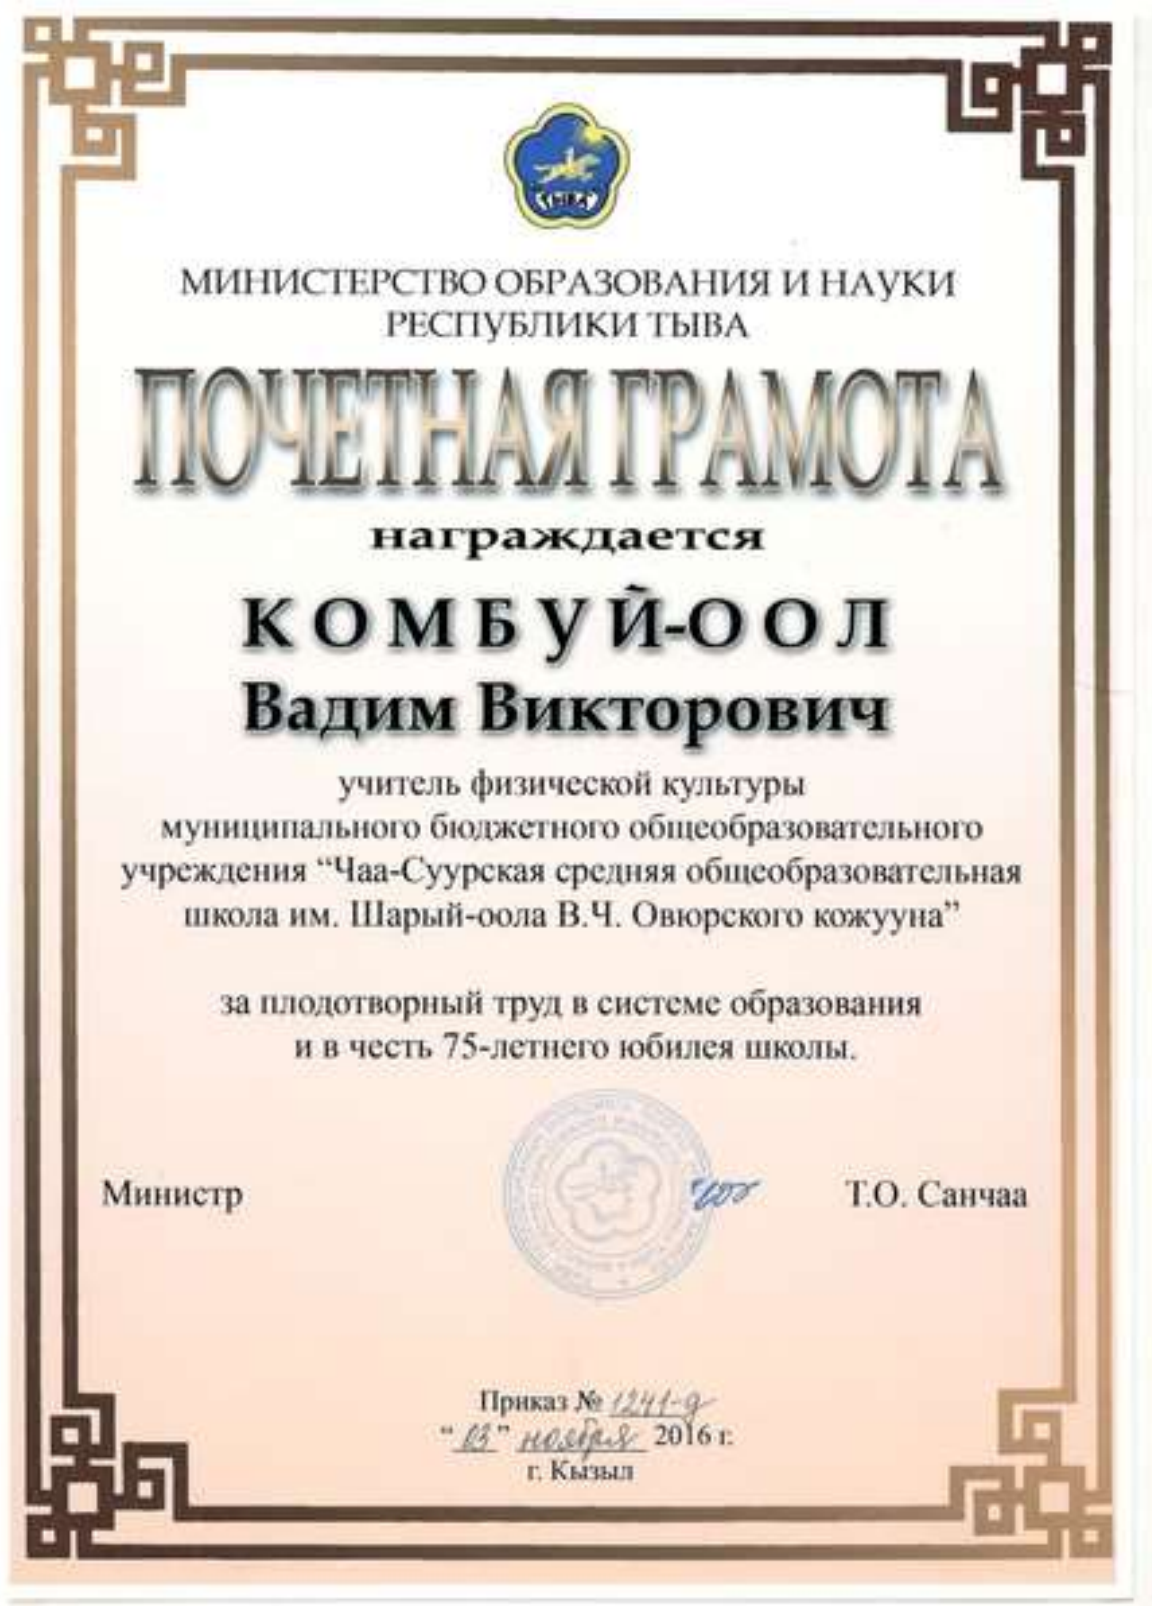 ТЫВА
МИНИСТЕРСТВО ОБРАЗОВАНИЯ И НАУКИ
РЕСПУБЛИКИ ТЫВА
ПОЧЕТНАЯ ГРАМОТА
награждается
КОМБУЙ-ООЛ
Вадим Викторович
учитель физической культуры
муниципального бюджетного общеобразовательного
учреждения “Чаа-Суурская средняя общеобразовательная
школа им. Шарый-оола В.Ч. Овюрского кожууна”
за плодотворный труд в системе образования
и в честь 75-летнего юбилея школы.
Министр
Т.О. Санчаа
Приказ № 1241-д
“03” ноября 2016 г.
г. Кызыл